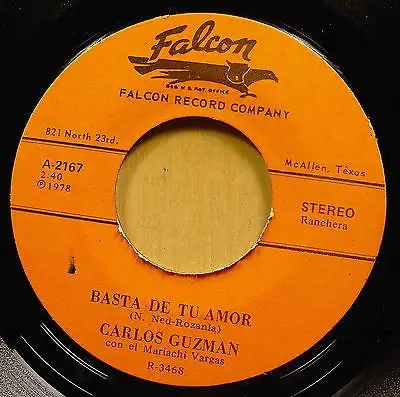 Falcon
REG. U.S. PAT. OFFICE
FALCON RECORD COMPANY
821 North 23rd.
McAllen, Texas
A-2167
2:40
℗ 1978
STEREO
Ranchera
BASTA DE TU AMOR
(N. Ned-Rozania)
CARLOS GUZMAN
con el Mariachi Vargas
R-3468